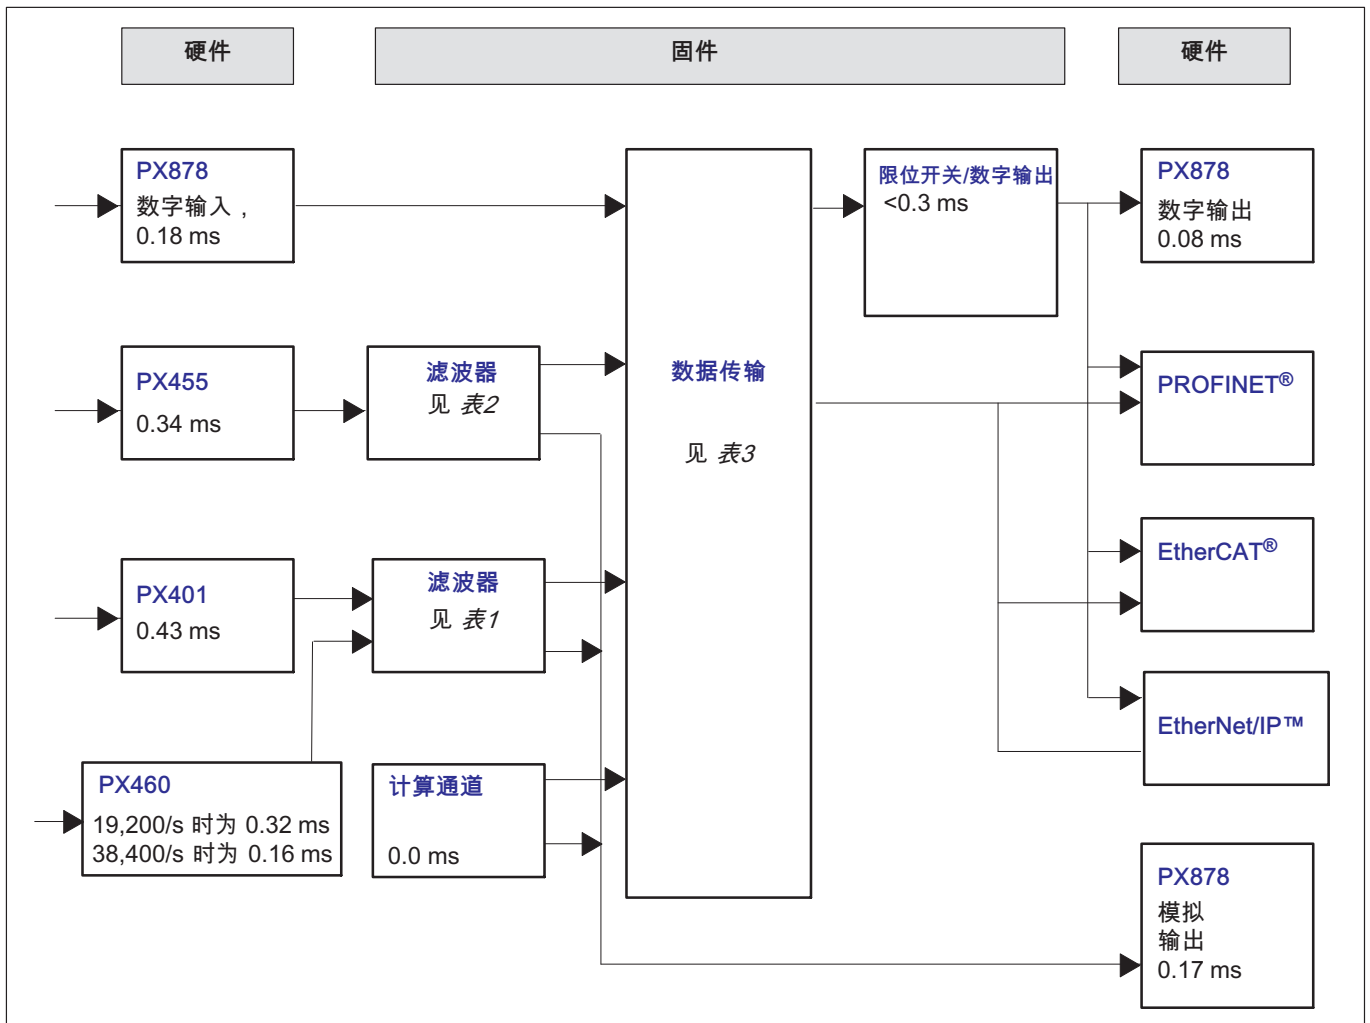 硬件
固件
硬件
PX878
数字输入，
0.18 ms
限位开关/数字输出
<0.3 ms
PX878
数字输出
0.08 ms
PX455
0.34 ms
滤波器
见 表2
数据传输
见 表3
PROFINET®
PX401
0.43 ms
滤波器
见 表1
EtherCAT®
EtherNet/IP™
PX460
19,200/s 时为 0.32 ms
38,400/s 时为 0.16 ms
计算通道
0.0 ms
PX878
模拟
输出
0.17 ms